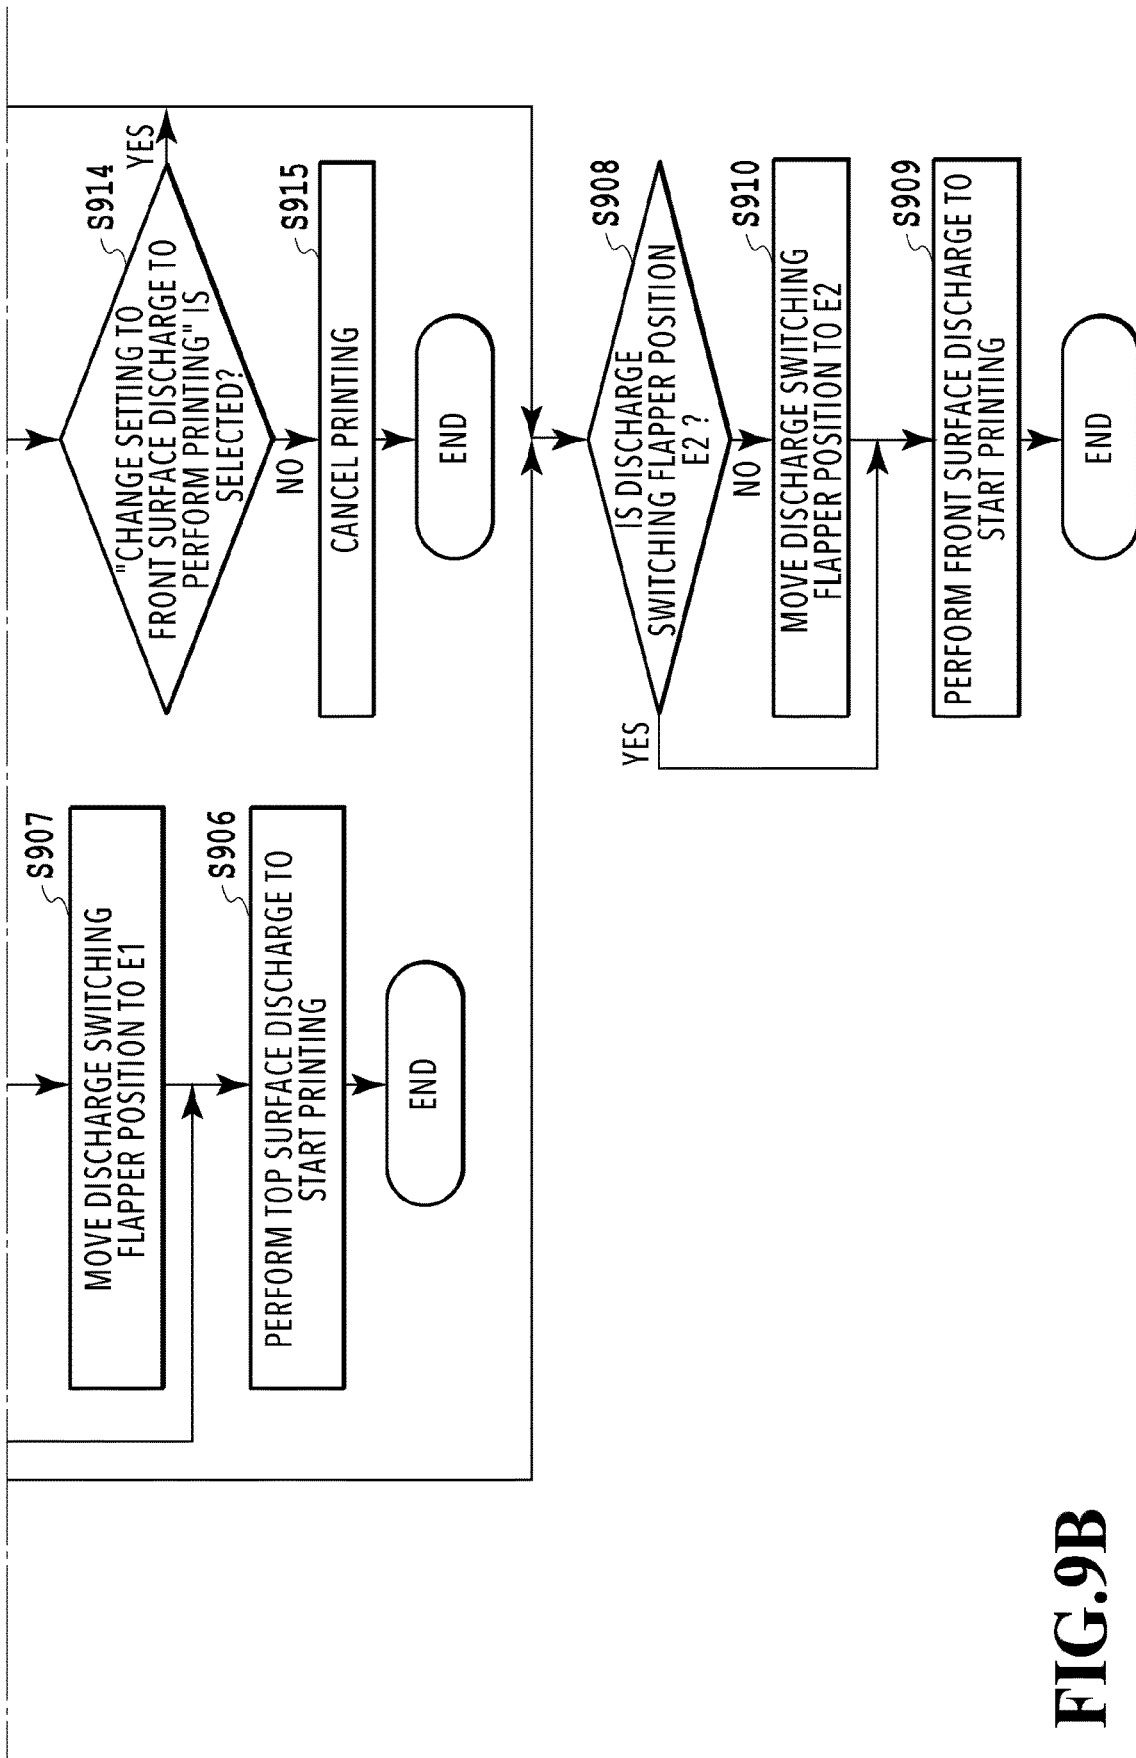 S907
MOVE DISCHARGE SWITCHING
FLAPPER POSITION TO E1
S906
PERFORM TOP SURFACE DISCHARGE TO
START PRINTING
END
S914
"CHANGE SETTING TO
FRONT SURFACE DISCHARGE TO
PERFORM PRINTING" IS
SELECTED?
YES
NO
S915
CANCEL PRINTING
END
S908
IS DISCHARGE
SWITCHING FLAPPER POSITION
E2 ?
YES
NO
S910
MOVE DISCHARGE SWITCHING
FLAPPER POSITION TO E2
S909
PERFORM FRONT SURFACE DISCHARGE TO
START PRINTING
END
FIG.9B